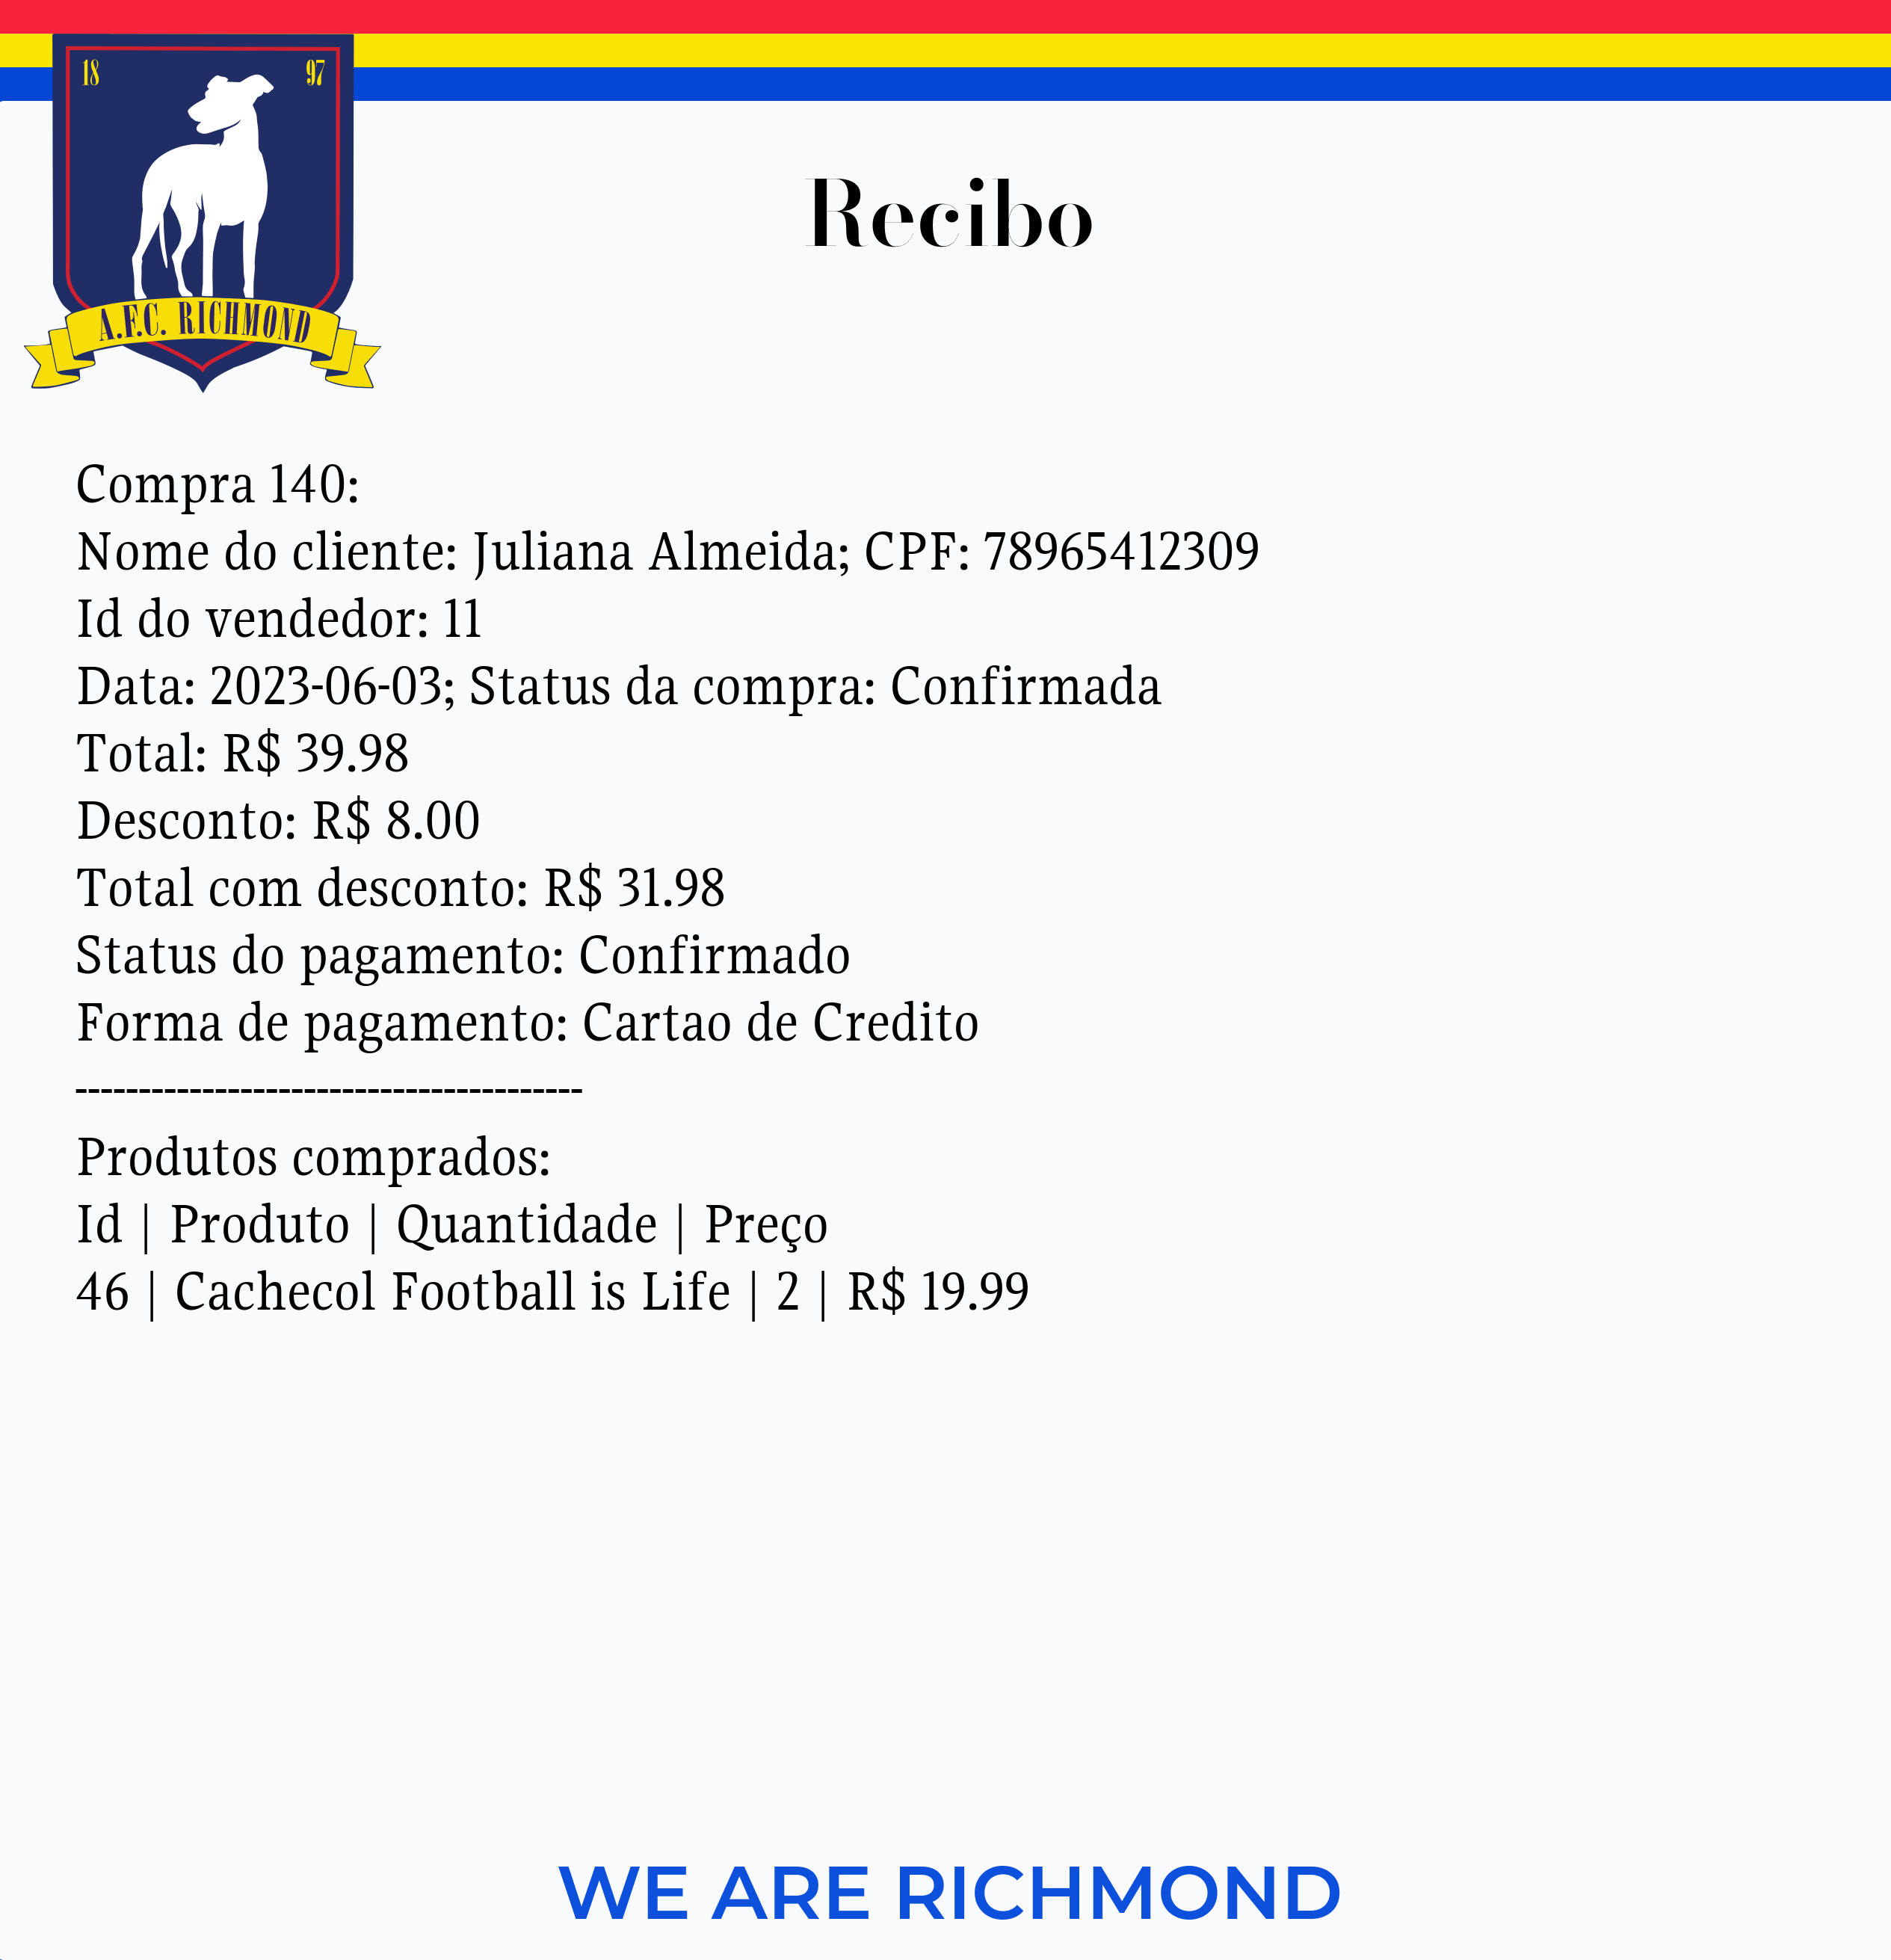 18 97
A.F.C. RICHMOND
Recibo
Compra 140:
Nome do cliente: Juliana Almeida; CPF: 78965412309
Id do vendedor: 11
Data: 2023-06-03; Status da compra: Confirmada
Total: R$ 39.98
Desconto: R$ 8.00
Total com desconto: R$ 31.98
Status do pagamento: Confirmado
Forma de pagamento: Cartao de Credito
----------------------------------------
Produtos comprados:
Id | Produto | Quantidade | Preço
46 | Cachecol Football is Life | 2 | R$ 19.99
WE ARE RICHMOND